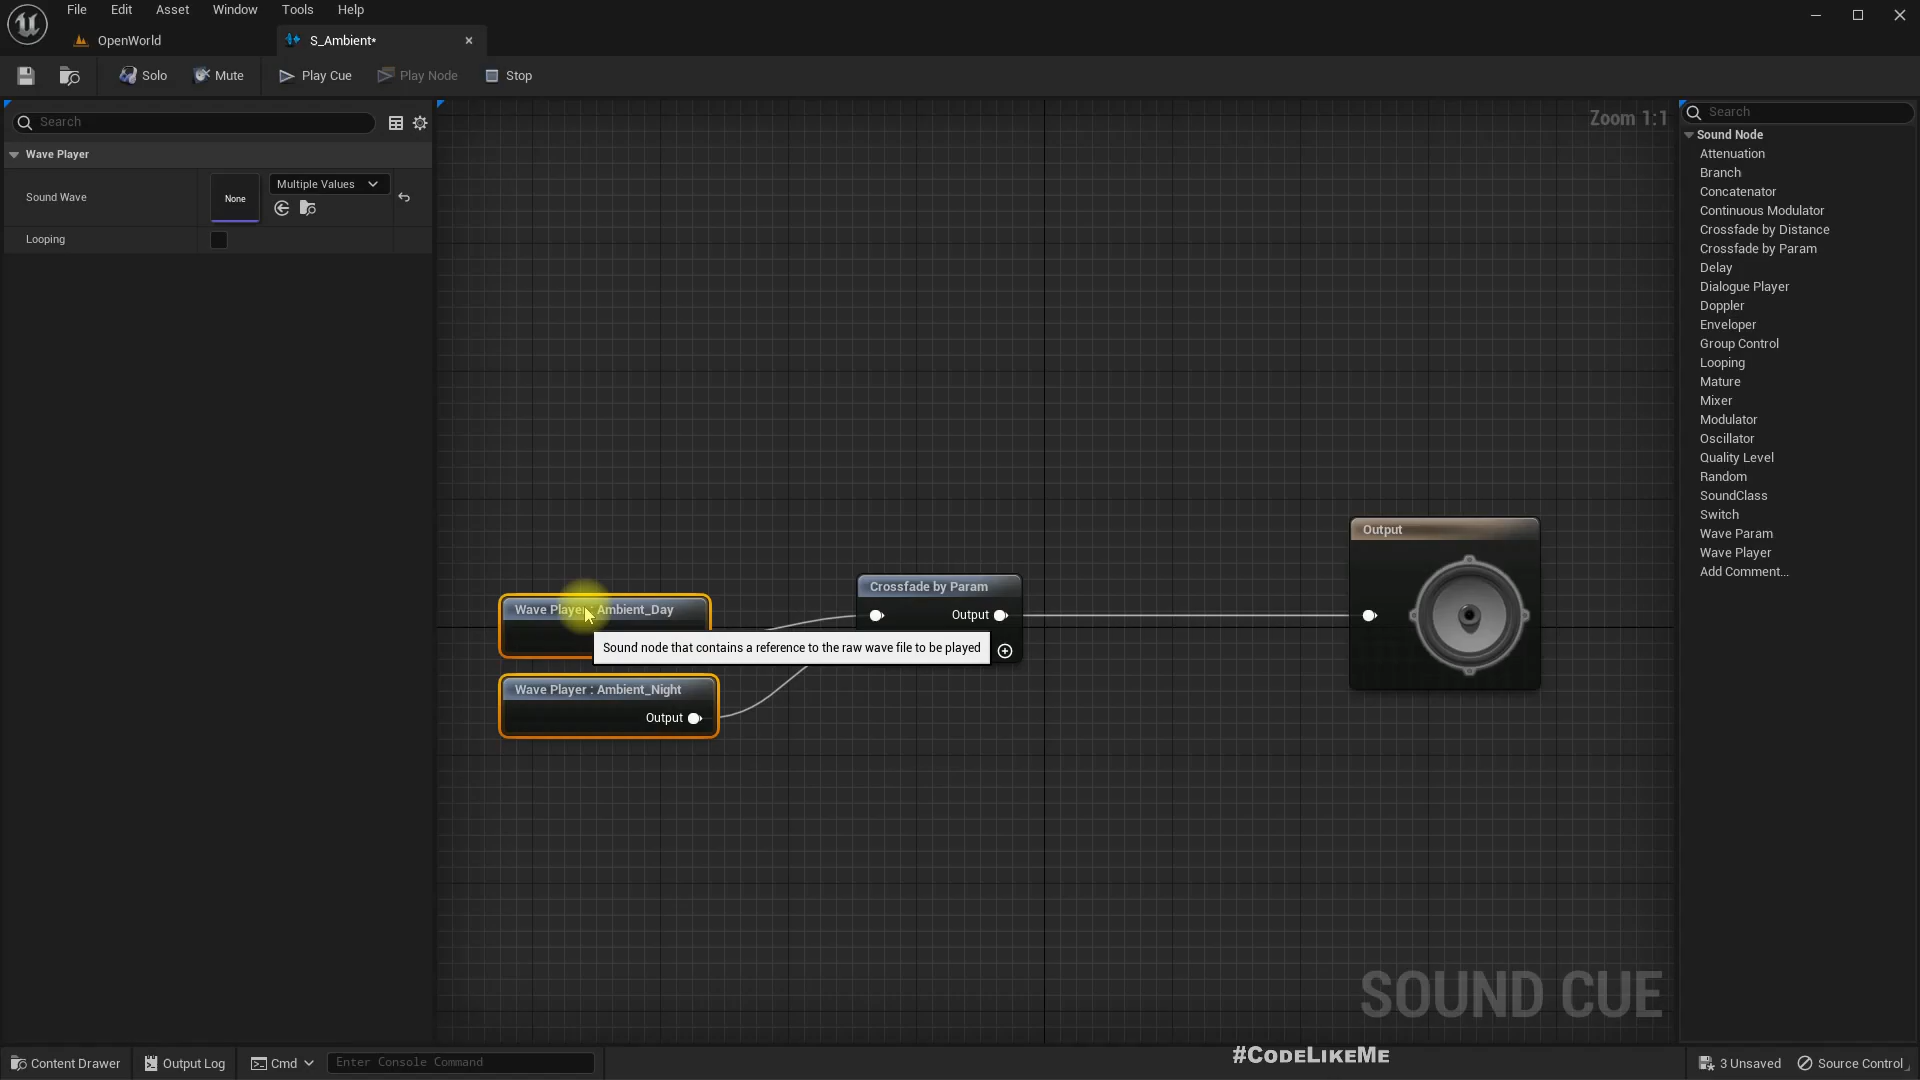 File Edit Asset Window Tools Help
OpenWorld
S_Ambient*
Solo Mute Play Cue Play Node Stop
Search
Wave Player
Sound Wave
None
Multiple Values
Looping
Zoom 1:1
Wave Player : Ambient_Day
Crossfade by Param
Output
Sound node that contains a reference to the raw wave file to be played
Wave Player : Ambient_Night
Output
Output
SOUND CUE
Search
Sound Node
Attenuation
Branch
Concatenator
Continuous Modulator
Crossfade by Distance
Crossfade by Param
Delay
Dialogue Player
Doppler
Enveloper
Group Control
Looping
Mature
Mixer
Modulator
Oscillator
Quality Level
Random
SoundClass
Switch
Wave Param
Wave Player
Add Comment...
Content Drawer Output Log Cmd Enter Console Command
#CodeLikeMe
3 Unsaved Source Control